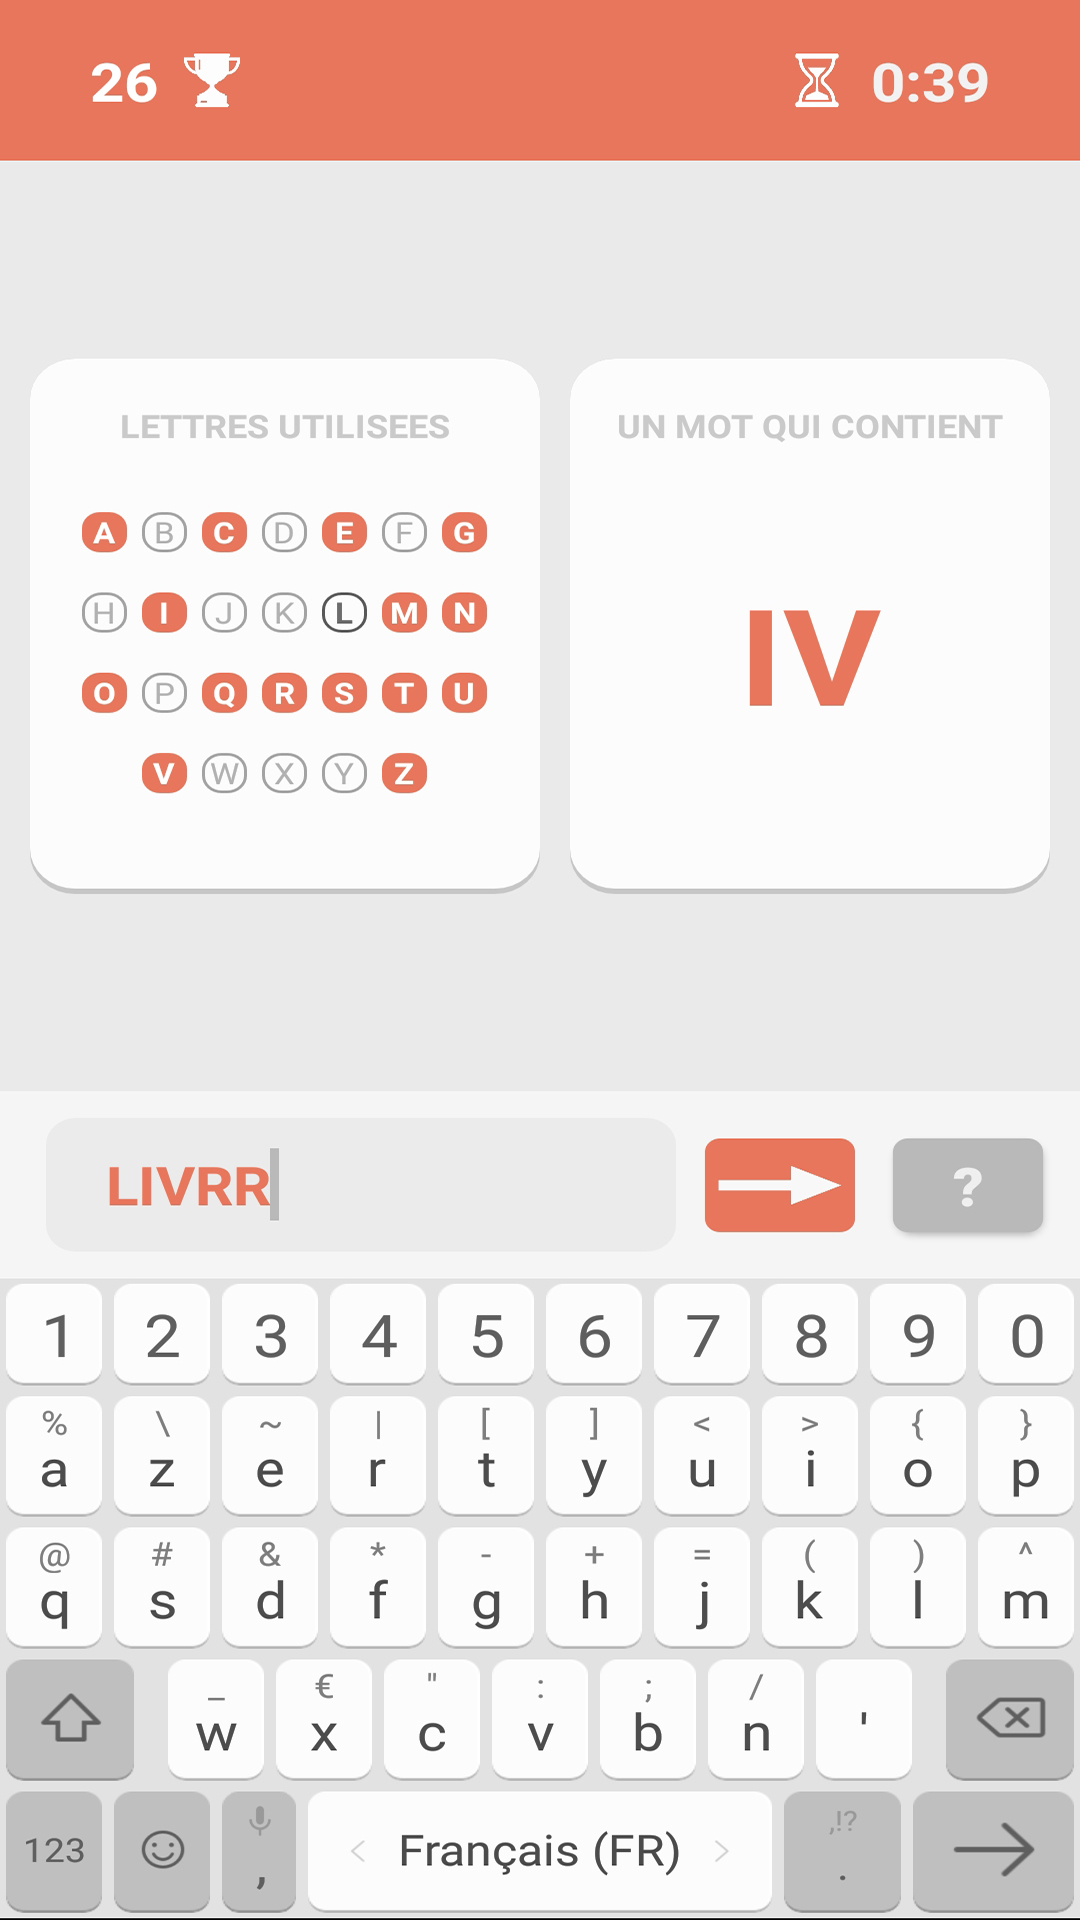 26 0:39
LETTRES UTILISEES
A B C D E F G
H I J K L M N
O P Q R S T U
V W X Y Z
UN MOT QUI CONTIENT
IV
LIVRR
?
1 2 3 4 5 6 7 8 9 0
% \ ~ | [ ] < > { }
a z e r t y u i o p
@ # & * - + = ( ) ^
q s d f g h j k l m
_ € " : ; /
w x c v b n '
,!?
123 , Français (FR) .